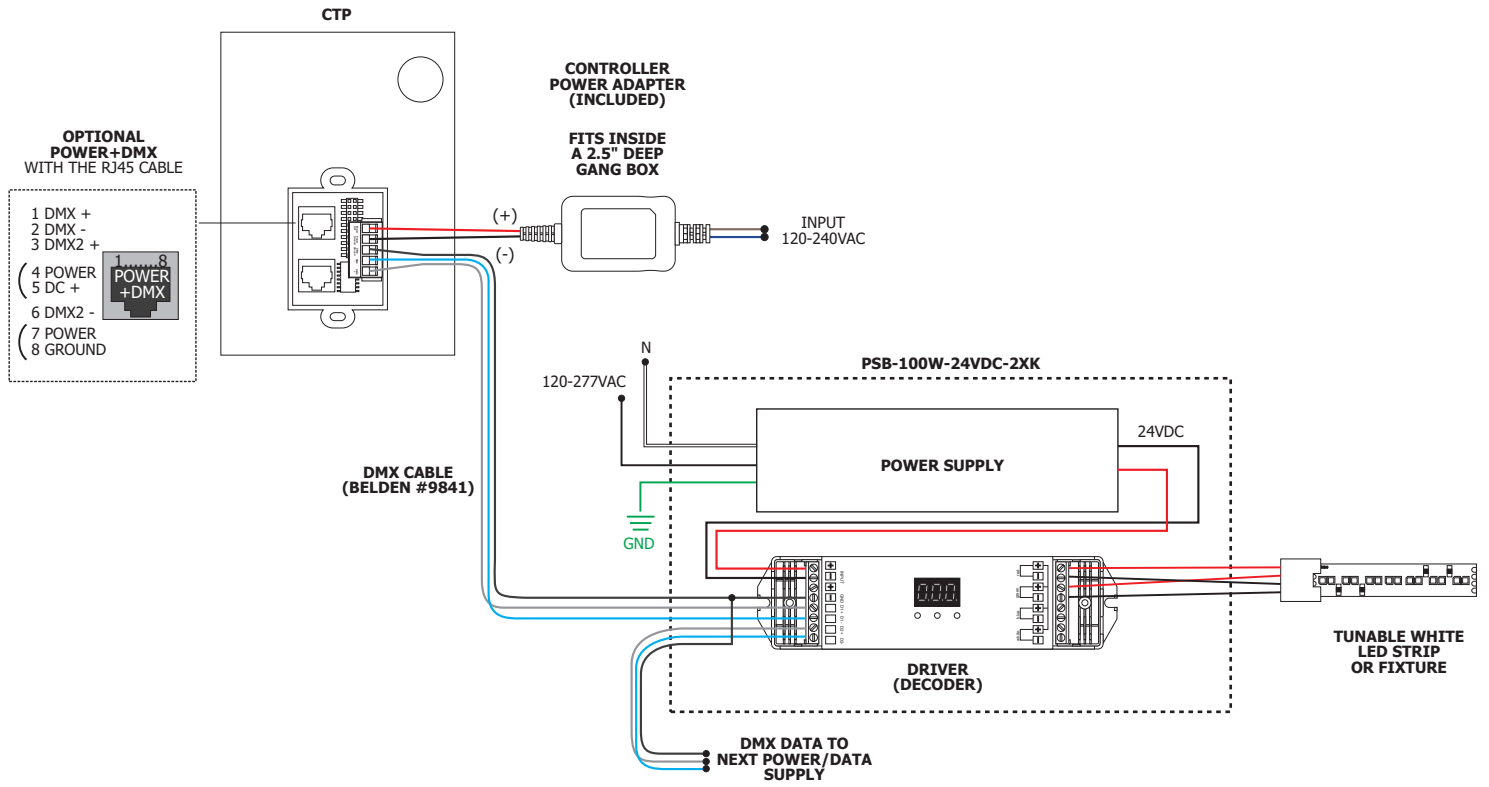 CTP
CONTROLLER
POWER ADAPTER
(INCLUDED)
FITS INSIDE
A 2.5" DEEP
GANG BOX
OPTIONAL
POWER+DMX
WITH THE RJ45 CABLE
1 DMX +
2 DMX -
3 DMX2 +
4 POWER
5 DC +
6 DMX2 -
7 POWER
8 GROUND
1 8
POWER
+DMX
(+)
(-)
INPUT
120-240VAC
N
120-277VAC
PSB-100W-24VDC-2XK
24VDC
POWER SUPPLY
DMX CABLE
(BELDEN #9841)
GND
INPUT
GND
000
DRIVER
(DECODER)
TUNABLE WHITE
LED STRIP
OR FIXTURE
DMX DATA TO
NEXT POWER/DATA
SUPPLY